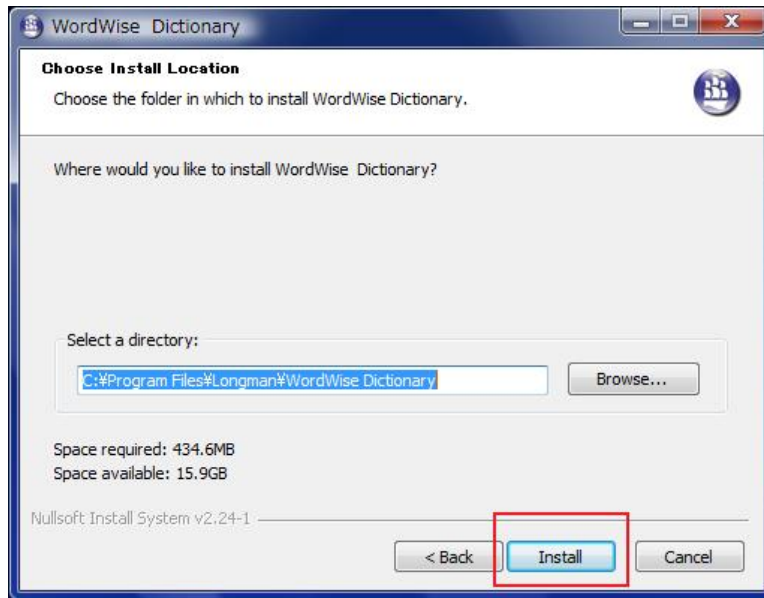 WordWise Dictionary
Choose Install Location
Choose the folder in which to install WordWise Dictionary.
Where would you like to install WordWise Dictionary?
Select a directory:
C:¥Program Files¥Longman¥WordWise Dictionary
Browse...
Space required: 434.6MB
Space available: 15.9GB
Nullsoft Install System v2.24-1
< Back Install Cancel